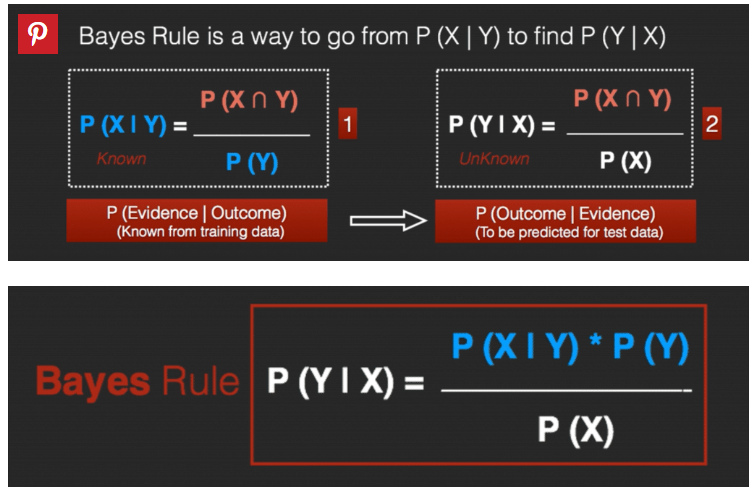 Bayes Rule is a way to go from P (X | Y) to find P (Y | X)
P (X | Y) = P (X ∩ Y)
P (Y)
Known
1
P (Y | X) = P (X ∩ Y)
P (X)
UnKnown
2
P (Evidence | Outcome)
(Known from training data)
P (Outcome | Evidence)
(To be predicted for test data)
Bayes Rule
P (Y | X) = P (X | Y) * P (Y)
P (X)